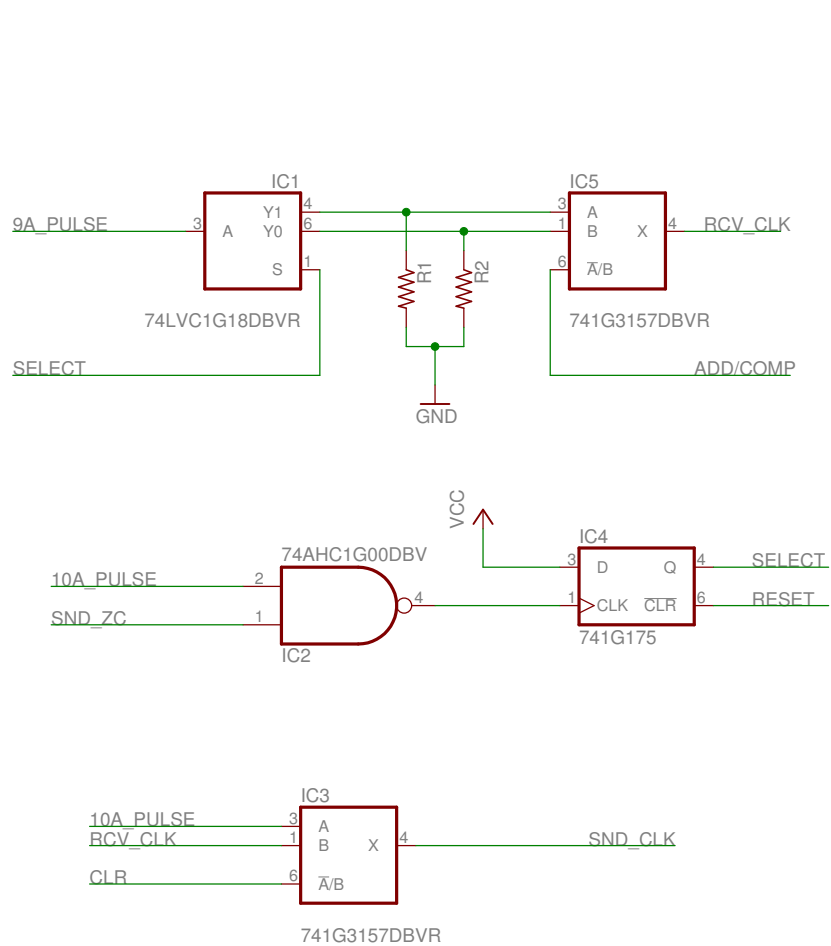 IC1
IC5
9A_PULSE
3
A
Y1
Y0
S
4
6
1
3
1
6
A
B
X
A/B
4
RCV_CLK
R1
R2
74LVC1G18DBVR
741G3157DBVR
SELECT
ADD/COMP
GND
VCC
74AHC1G00DBV
10A_PULSE
2
SND_ZC
1
4
IC2
IC4
3
D
Q
4
SELECT
1
CLK
CLR
6
RESET
741G175
IC3
10A_PULSE
3
A
RCV_CLK
1
B
X
4
SND_CLK
CLR
6
A/B
741G3157DBVR